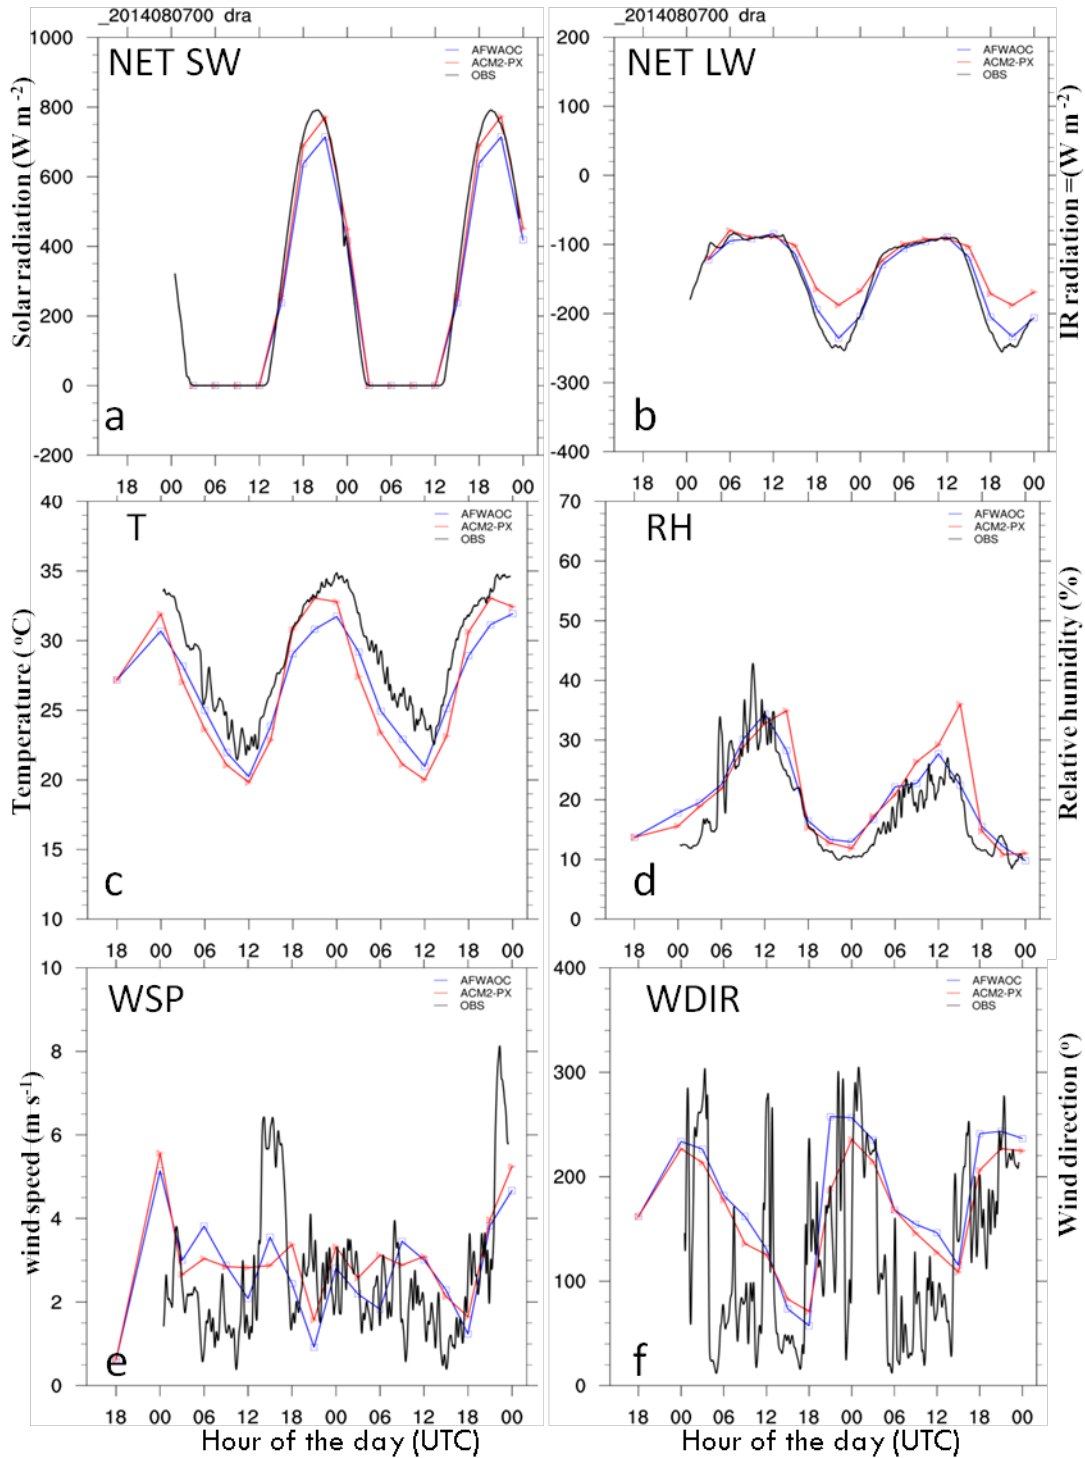 _2014080700 dra
_2014080700 dra
NET SW
AFWAOC
ACM2-PX
OBS
1000
800
600
400
200
0
-200
Solar radiation (W m-2)
a
NET LW
AFWAOC
ACM2-PX
OBS
200
100
0
-100
-200
-300
-400
IR radiation =(W m-2)
b
18 00 06 12 18 00 06 12 18 00
18 00 06 12 18 00 06 12 18 00
T
AFWAOC
ACM2-PX
OBS
40
35
30
25
20
15
10
Temperature (oC)
c
RH
AFWAOC
ACM2-PX
OBS
70
60
50
40
30
20
10
0
Relative humidity (%)
d
18 00 06 12 18 00 06 12 18 00
18 00 06 12 18 00 06 12 18 00
WSP
AFWAOC
ACM2-PX
OBS
10
8
6
4
2
0
wind speed (m s-1)
e
WDIR
AFWAOC
ACM2-PX
OBS
400
300
200
100
0
Wind direction (o)
f
18 00 06 12 18 00 06 12 18 00
18 00 06 12 18 00 06 12 18 00
Hour of the day (UTC)
Hour of the day (UTC)